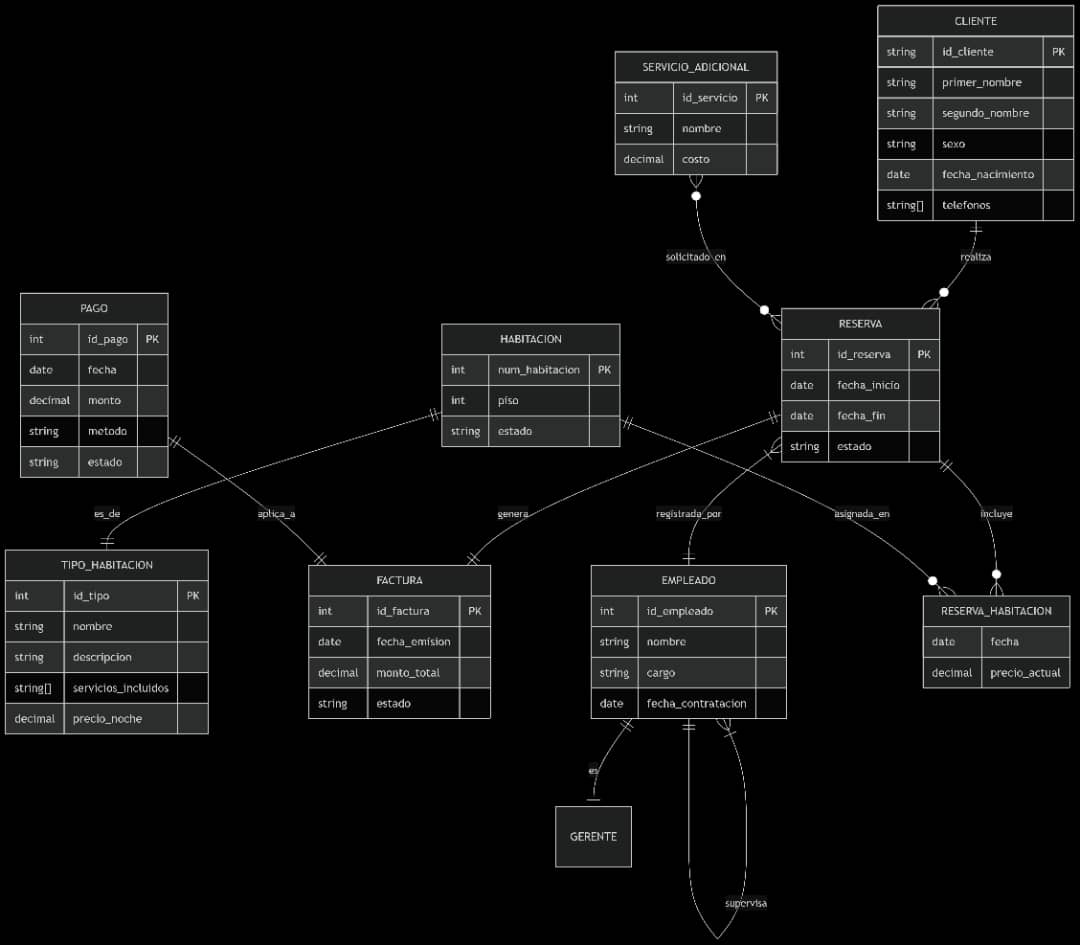 CLIENTE
string id_cliente PK
string primer_nombre
string segundo_nombre
string sexo
date fecha_nacimiento
string[] telefonos
SERVICIO_ADICIONAL
int id_servicio PK
string nombre
decimal costo
solicitado_en
realiza
PAGO
int id_pago PK
date fecha
decimal monto
string metodo
string estado
HABITACION
int num_habitacion PK
int piso
string estado
RESERVA
int id_reserva PK
date fecha_inicio
date fecha_fin
string estado
es_de
aplica_a
genera
registrada_por
asignada_en
incluye
TIPO_HABITACION
int id_tipo PK
string nombre
string descripcion
string[] servicios_incluidos
decimal precio_noche
FACTURA
int id_factura PK
date fecha_emision
decimal monto_total
string estado
EMPLEADO
int id_empleado PK
string nombre
string cargo
date fecha_contratacion
RESERVA_HABITACION
date fecha
decimal precio_actual
es
GERENTE
supervisa